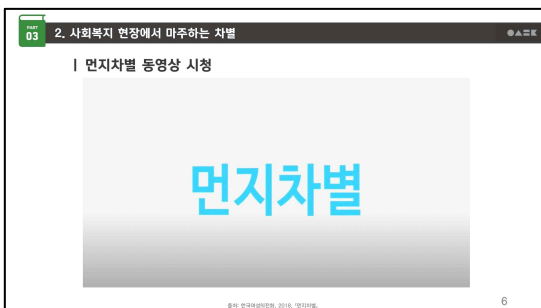 PART
03
2. 사회복지 현장에서 마주하는 차별
| 먼지차별 동영상 시청
먼지차별
출처: 한국여성의전화, 2018, 「먼지차별」
6